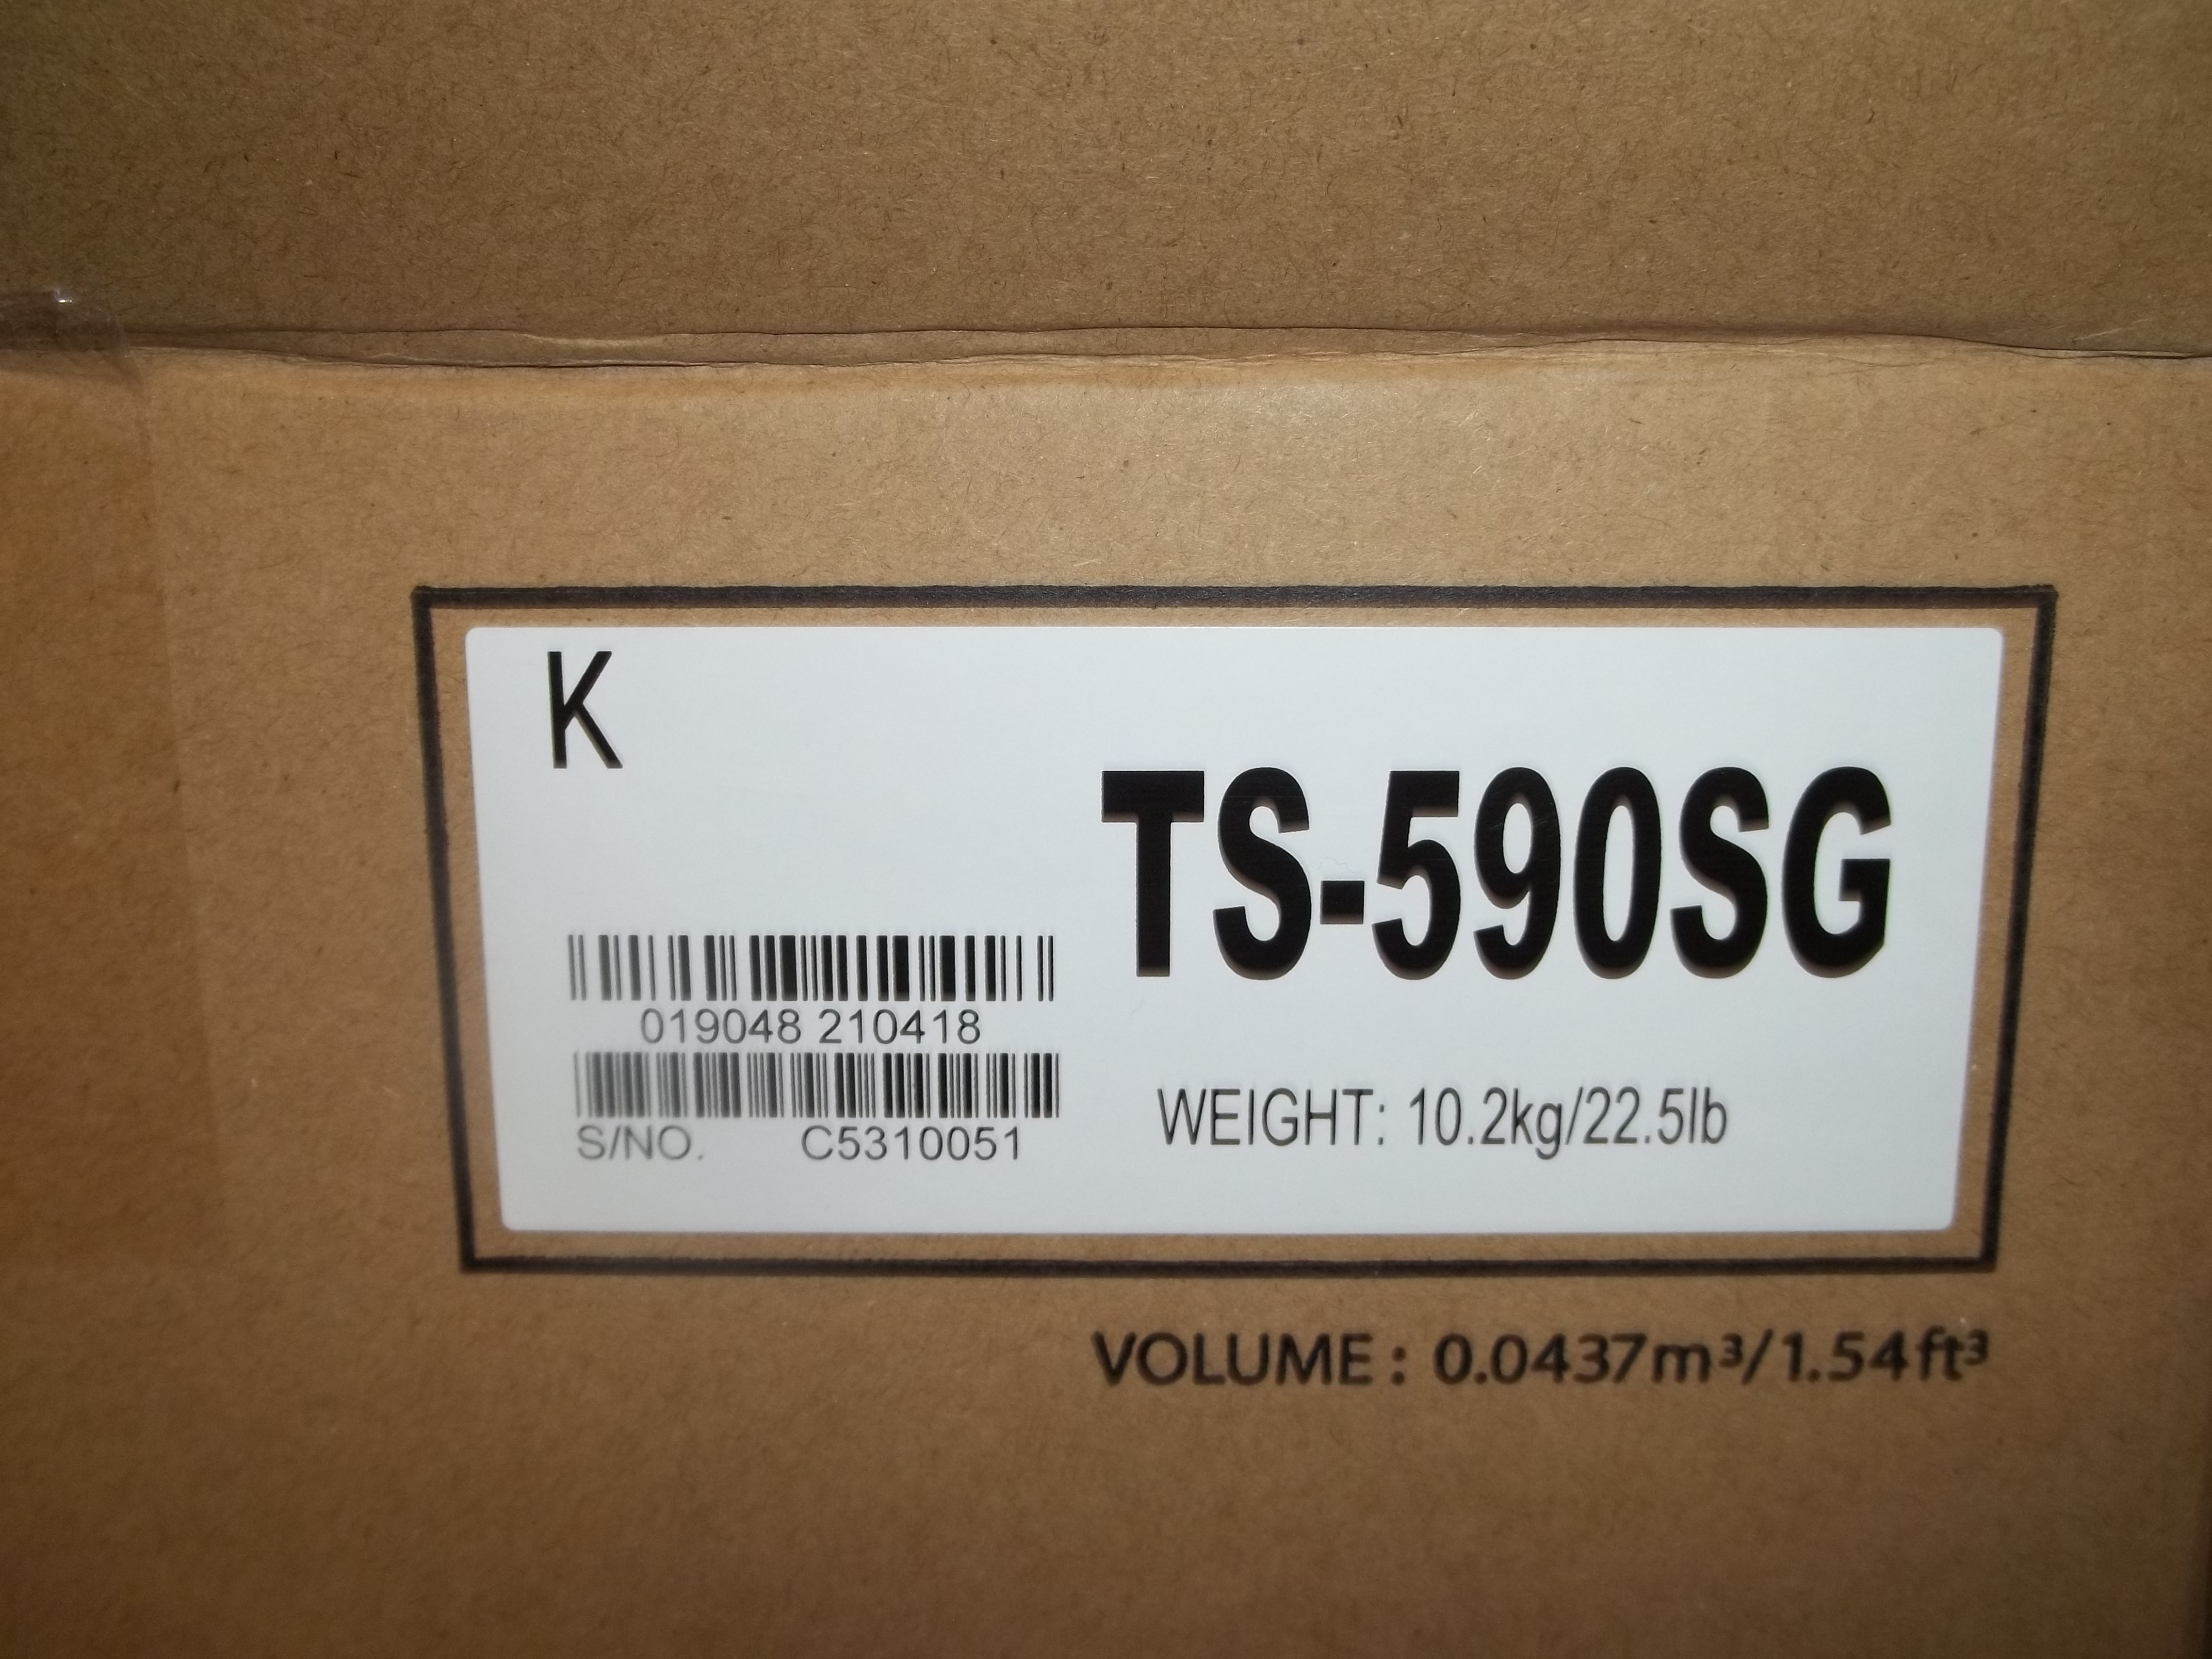 K
TS-590SG
019048 210418
S/NO. C5310051
WEIGHT: 10.2kg/22.5lb
VOLUME : 0.0437m³/1.54ft³